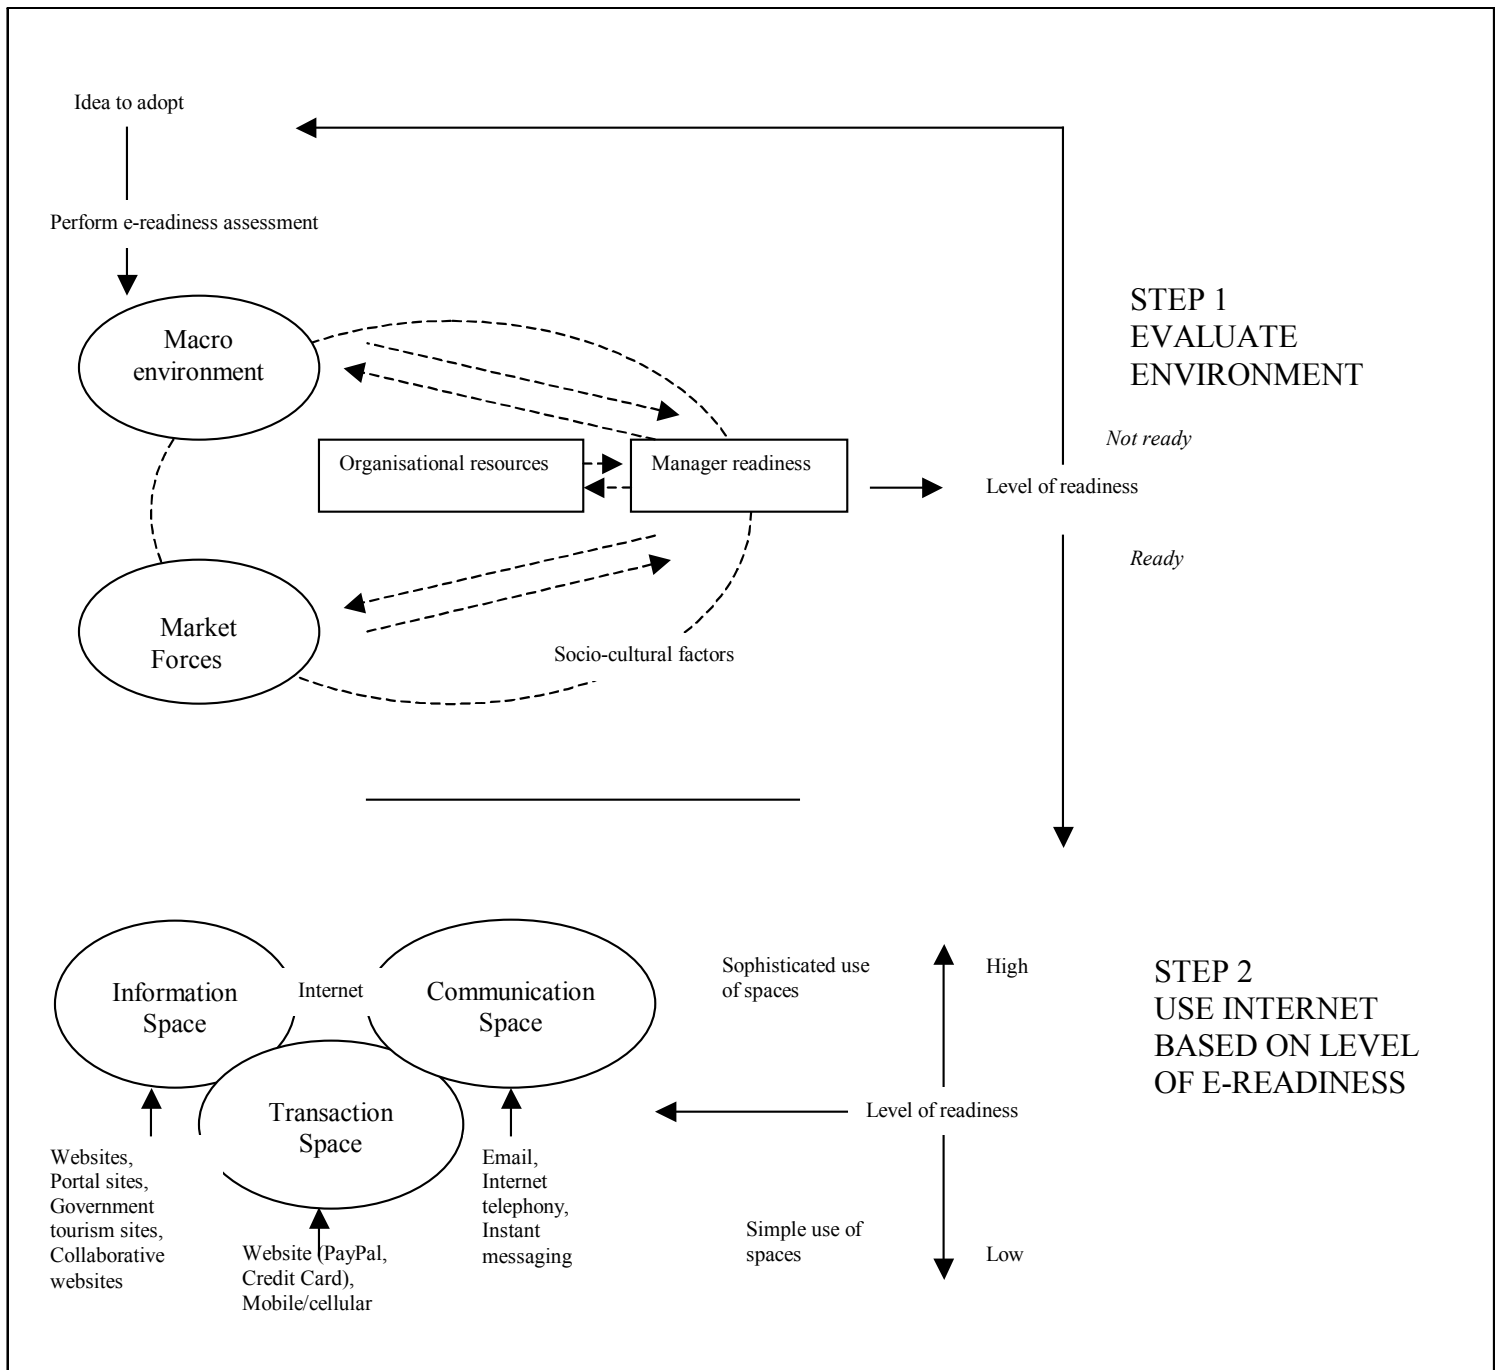 Idea to adopt
Perform e-readiness assessment
Macro
environment
STEP 1
EVALUATE
ENVIRONMENT
Not ready
Organisational resources
Manager readiness
Level of readiness
Ready
Market
Forces
Socio-cultural factors
Information
Space
Internet
Communication
Space
Transaction
Space
Websites,
Portal sites,
Government
tourism sites,
Collaborative
websites
Website (PayPal,
Credit Card),
Mobile/cellular
Email,
Internet
telephony,
Instant
messaging
Sophisticated use
of spaces
High
Level of readiness
Simple use of
spaces
Low
STEP 2
USE INTERNET
BASED ON LEVEL
OF E-READINESS